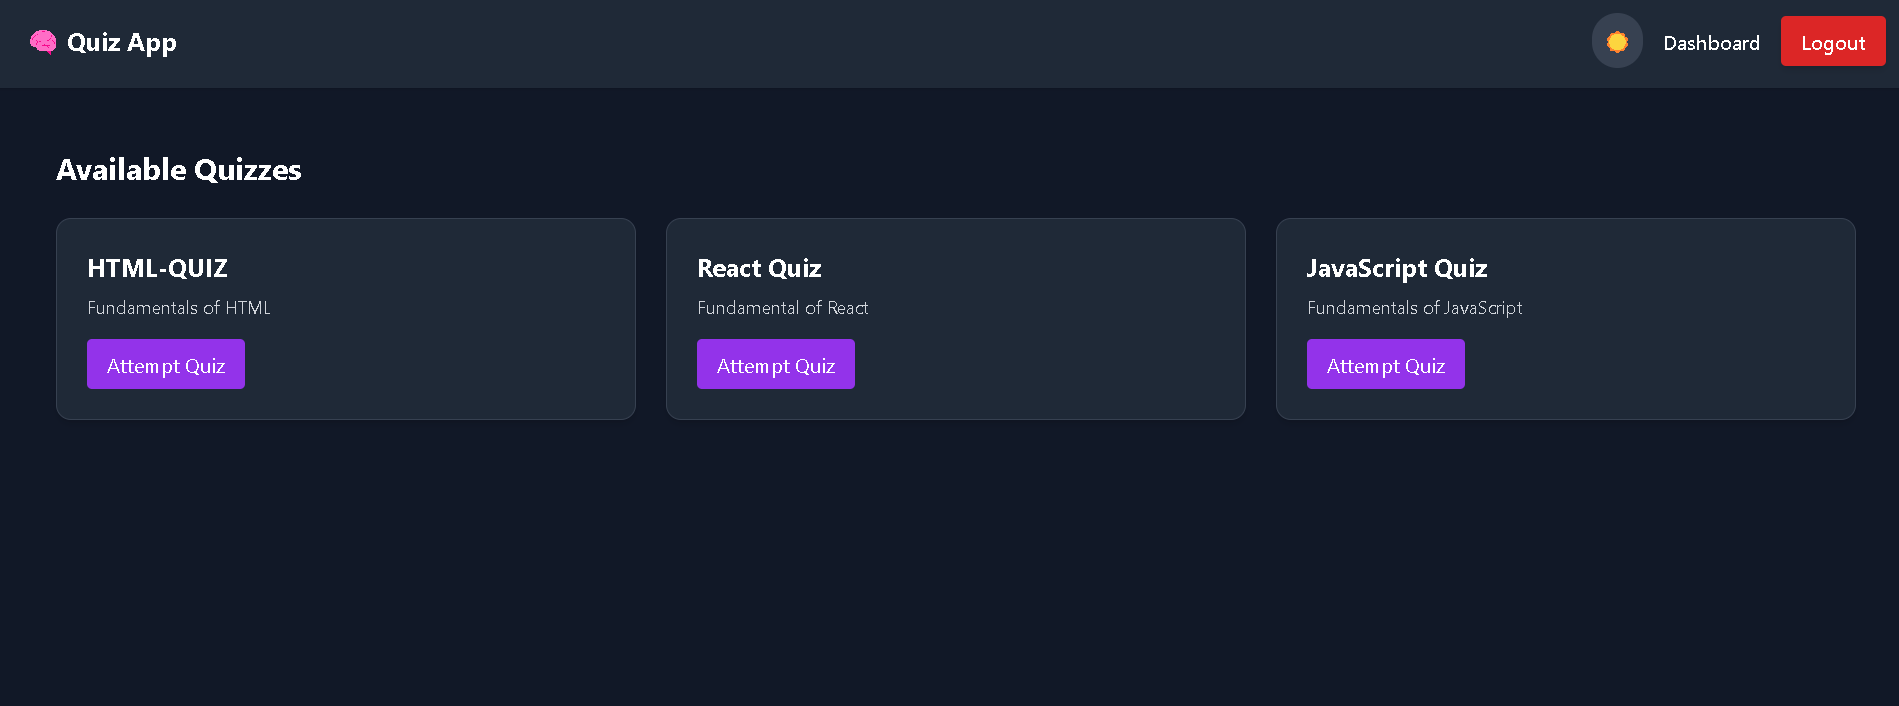 Quiz App
Dashboard
Logout
Available Quizzes
HTML-QUIZ
Fundamentals of HTML
Attempt Quiz
React Quiz
Fundamental of React
Attempt Quiz
JavaScript Quiz
Fundamentals of JavaScript
Attempt Quiz